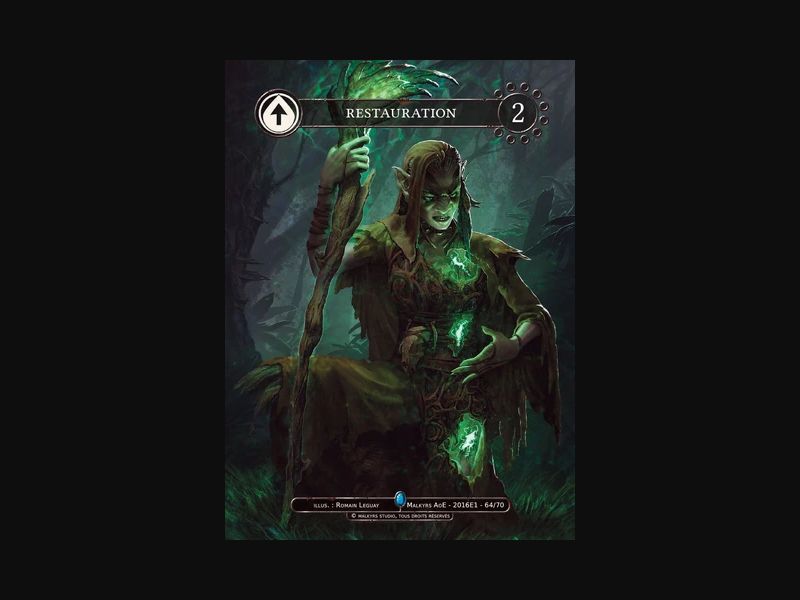 RESTAURATION
2
illus. : Romain Leguay
Malkyrs AoE - 2016E1 - 64/70
© Malkyrs Studio, tous droits réservés